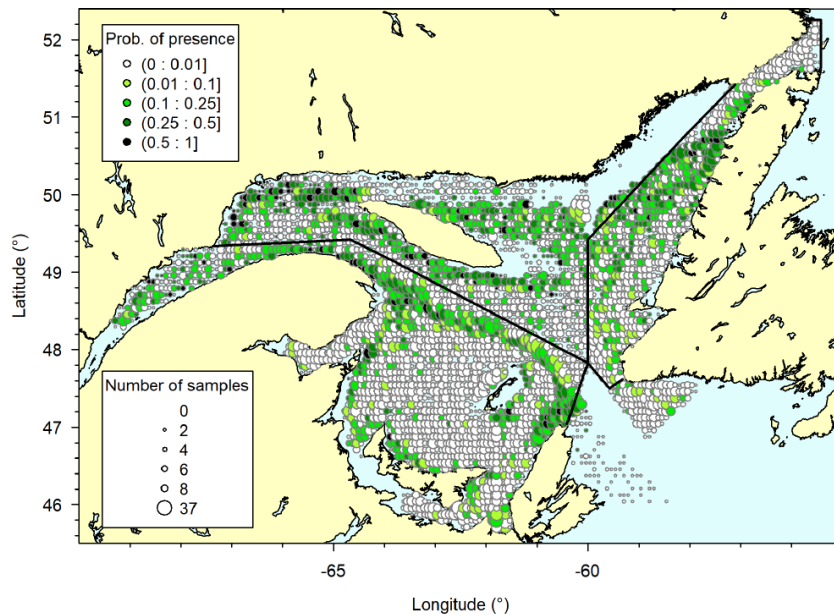 52
51
50
49
48
47
46
Latitude (°)
Prob. of presence
(0 : 0.01]
(0.01 : 0.1]
(0.1 : 0.25]
(0.25 : 0.5]
(0.5 : 1]
Number of samples
0
2
4
6
8
37
-65
-60
Longitude (°)